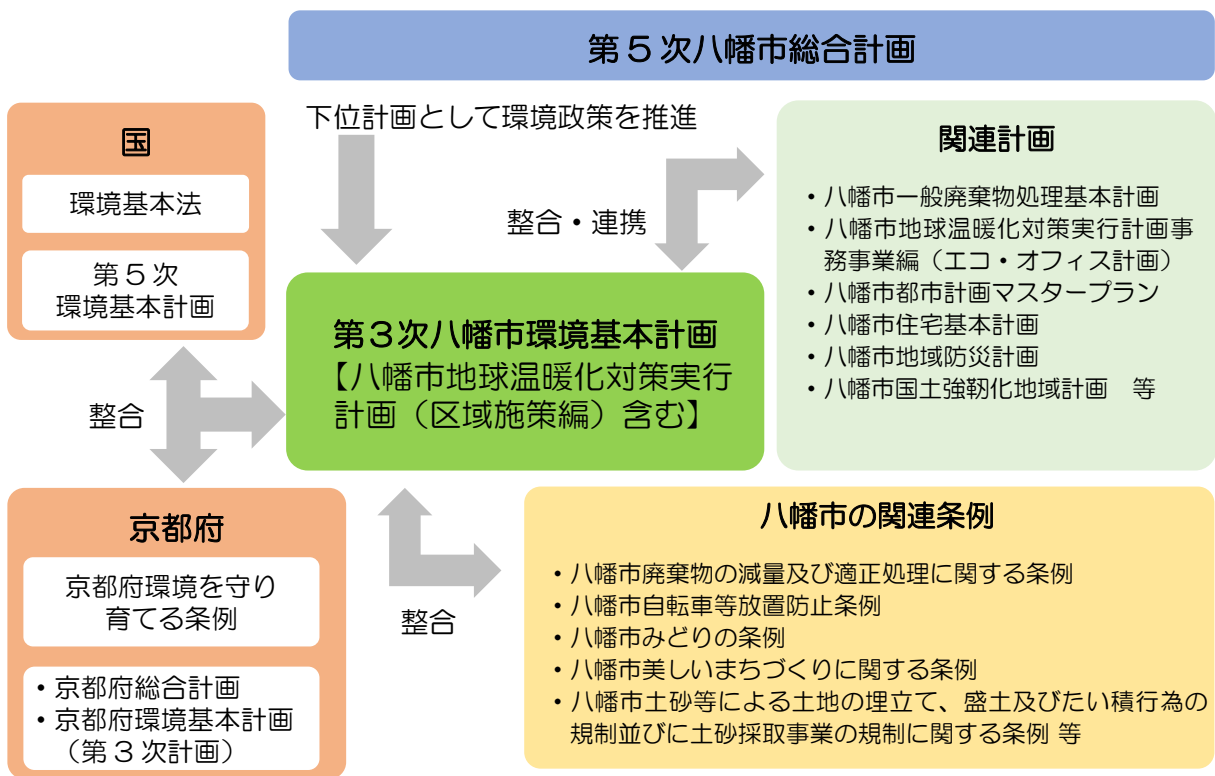 第5次八幡市総合計画
国
環境基本法
第5次
環境基本計画
整合
京都府
京都府環境を守り
育てる条例
・京都府総合計画
・京都府環境基本計画
（第3次計画）
下位計画として環境政策を推進
整合・連携
第3次八幡市環境基本計画
【八幡市地球温暖化対策実行
計画（区域施策編）含む】
整合
関連計画
・八幡市一般廃棄物処理基本計画
・八幡市地球温暖化対策実行計画事
務事業編（エコ・オフィス計画）
・八幡市都市計画マスタープラン
・八幡市住宅基本計画
・八幡市地域防災計画
・八幡市国土強靭化地域計画　等
八幡市の関連条例
・八幡市廃棄物の減量及び適正処理に関する条例
・八幡市自転車等放置防止条例
・八幡市みどりの条例
・八幡市美しいまちづくりに関する条例
・八幡市土砂等による土地の埋立て、盛土及びたい積行為の
規制並びに土砂採取事業の規制に関する条例 等